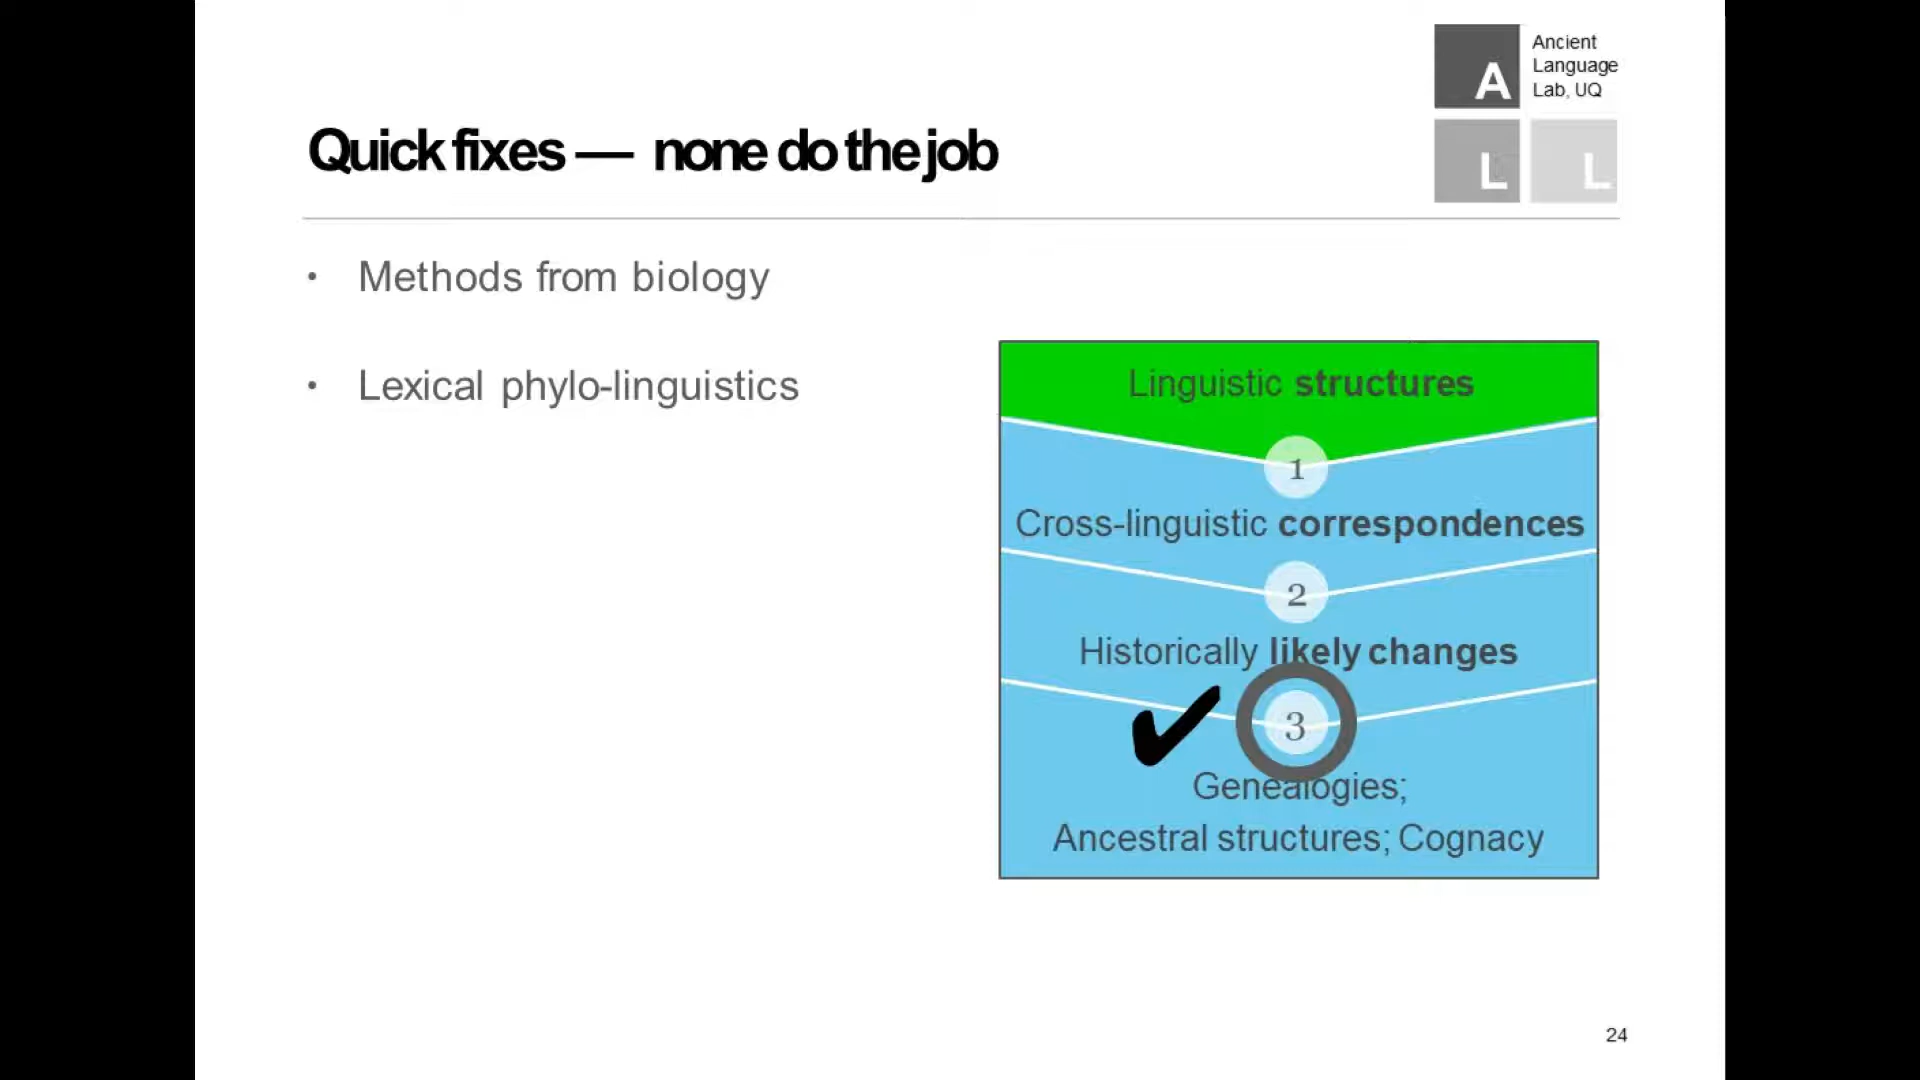 A
Ancient
Language
Lab, UQ
L
L
Quick fixes — none do the job
• Methods from biology
• Lexical phylo-linguistics
Linguistic structures
1
Cross-linguistic correspondences
2
Historically likely changes
3
Genealogies;
Ancestral structures; Cognacy
24